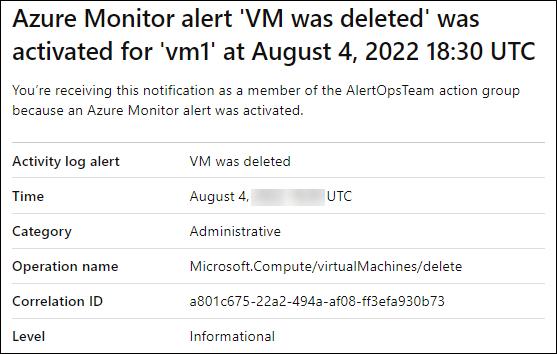 Azure Monitor alert 'VM was deleted' was
activated for 'vm1' at August 4, 2022 18:30 UTC
You're receiving this notification as a member of the AlertOpsTeam action group
because an Azure Monitor alert was activated.
Activity log alert VM was deleted
Time August 4, UTC
Category Administrative
Operation name Microsoft.Compute/virtualMachines/delete
Correlation ID a801c675-22a2-494a-af08-ff3efa930b73
Level Informational